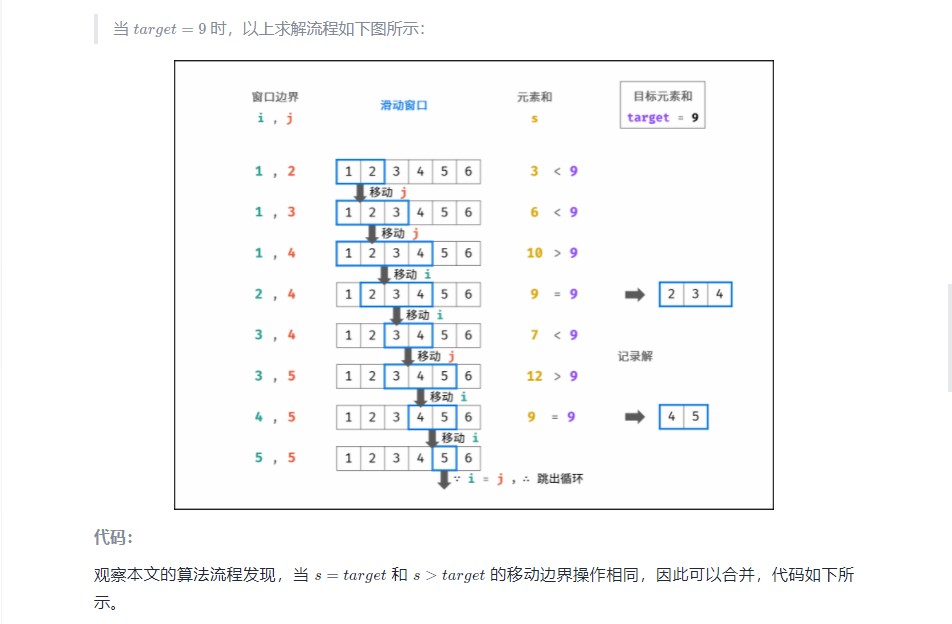 当 target = 9 时，以上求解流程如下图所示：
窗口边界 滑动窗口 元素和 目标元素和
i , j s target = 9
1 , 2 1 2 3 4 5 6 3 < 9
移动 j
1 , 3 1 2 3 4 5 6 6 < 9
移动 j
1 , 4 1 2 3 4 5 6 10 > 9
移动 i
2 , 4 1 2 3 4 5 6 9 = 9 2 3 4
移动 i
3 , 4 1 2 3 4 5 6 7 < 9
移动 j 记录解
3 , 5 1 2 3 4 5 6 12 > 9
移动 i
4 , 5 1 2 3 4 5 6 9 = 9 4 5
移动 i
5 , 5 1 2 3 4 5 6
∵ i = j , ∴ 跳出循环
代码：
观察本文的算法流程发现，当 s = target 和 s > target 的移动边界操作相同，因此可以合并，代码如下所
示。